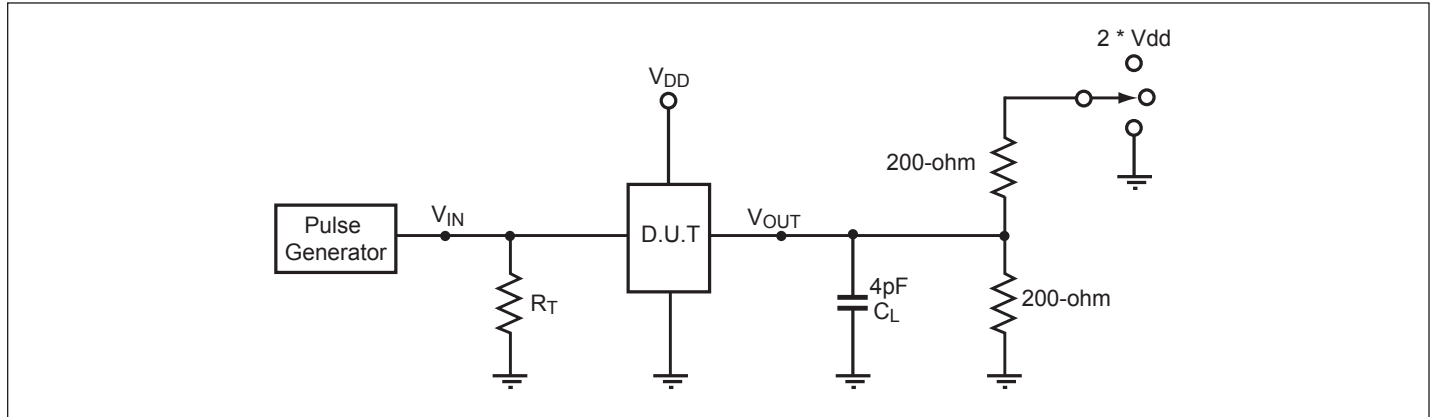 2 * Vdd
VDD
200-ohm
Pulse
Generator
VIN
D.U.T
VOUT
4pF
CL
200-ohm
RT